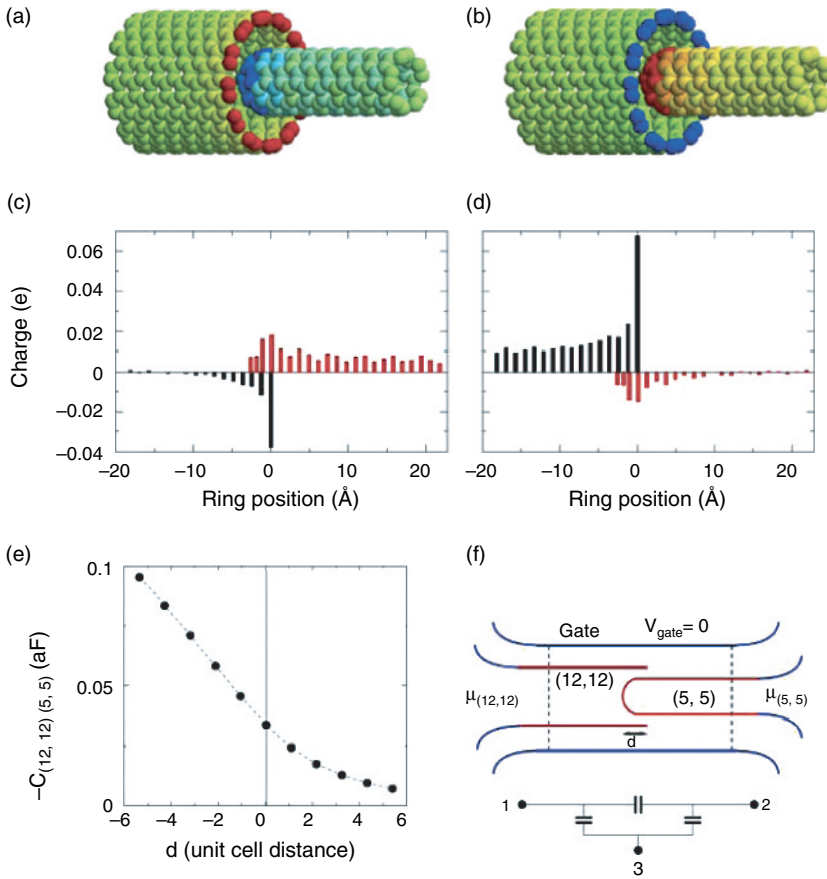 (a)
(b)
(c)
(d)
Charge (e)
0.06
0.04
0.02
0
−0.02
−0.04
−20
−10
0
10
20
Ring position (Å)
−20
−10
0
10
20
Ring position (Å)
(e)
(f)
−C(12, 12) (5, 5) (aF)
0.1
0.05
0
−6
−4
−2
0
2
4
6
d (unit cell distance)
Gate
Vgate= 0
(12,12)
μ(12,12)
(5, 5)
μ(5, 5)
d
1
2
3